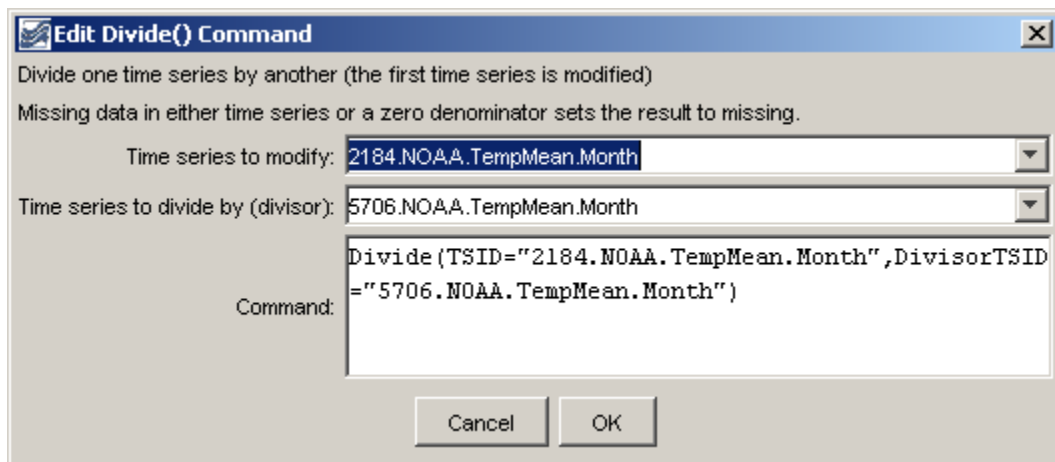 Edit Divide() Command
Divide one time series by another (the first time series is modified)
Missing data in either time series or a zero denominator sets the result to missing.
Time series to modify: 2184.NOAA.TempMean.Month
Time series to divide by (divisor): 5706.NOAA.TempMean.Month
Command:
Divide(TSID="2184.NOAA.TempMean.Month",DivisorTSID
="5706.NOAA.TempMean.Month")
Cancel OK